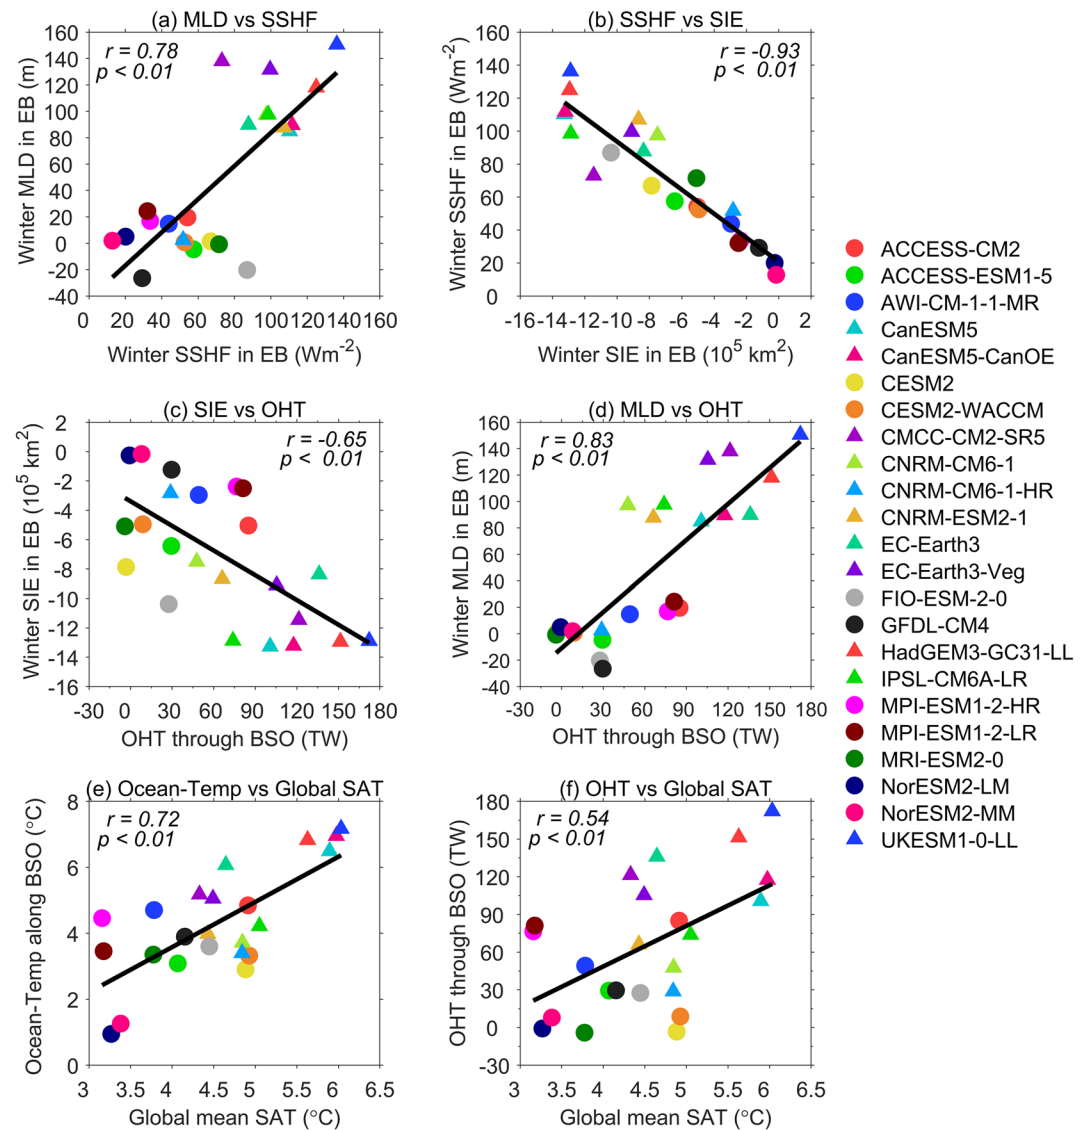 (a) MLD vs SSHF
r = 0.78
p < 0.01
Winter MLD in EB (m)
160
140
120
100
80
60
40
20
0
-20
-40
0 20 40 60 80 100 120 140 160
Winter SSHF in EB (Wm-2)
(b) SSHF vs SIE
r = -0.93
p < 0.01
Winter SSHF in EB (Wm-2)
160
140
120
100
80
60
40
20
0
-16 -14 -12 -10 -8 -6 -4 -2 0 2
Winter SIE in EB (10^5 km^2)
(c) SIE vs OHT
r = -0.65
p < 0.01
Winter SIE in EB (10^5 km^2)
2
0
-2
-4
-6
-8
-10
-12
-14
-16
-30 0 30 60 90 120 150 180
OHT through BSO (TW)
(d) MLD vs OHT
r = 0.83
p < 0.01
Winter MLD in EB (m)
160
140
120
100
80
60
40
20
0
-20
-40
-30 0 30 60 90 120 150 180
OHT through BSO (TW)
(e) Ocean-Temp vs Global SAT
r = 0.72
p < 0.01
Ocean-Temp along BSO (°C)
8
6
4
2
0
3 3.5 4 4.5 5 5.5 6 6.5
Global mean SAT (°C)
(f) OHT vs Global SAT
r = 0.54
p < 0.01
OHT through BSO (TW)
180
150
120
90
60
30
0
-30
3 3.5 4 4.5 5 5.5 6 6.5
Global mean SAT (°C)
ACCESS-CM2
ACCESS-ESM1-5
AWI-CM-1-1-MR
CanESM5
CanESM5-CanOE
CESM2
CESM2-WACCM
CMCC-CM2-SR5
CNRM-CM6-1
CNRM-CM6-1-HR
CNRM-ESM2-1
EC-Earth3
EC-Earth3-Veg
FIO-ESM-2-0
GFDL-CM4
HadGEM3-GC31-LL
IPSL-CM6A-LR
MPI-ESM1-2-HR
MPI-ESM1-2-LR
MRI-ESM2-0
NorESM2-LM
NorESM2-MM
UKESM1-0-LL